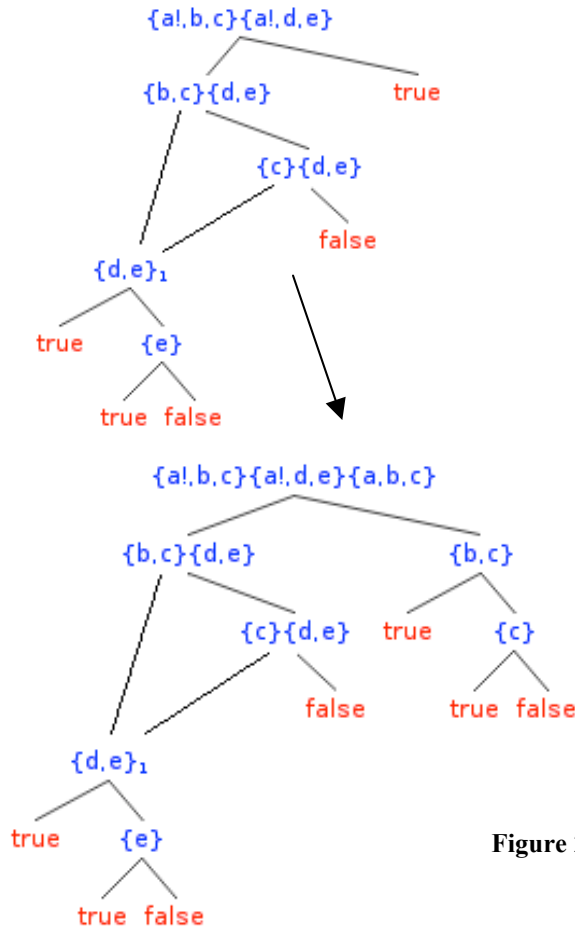 {a!,b,c}{a!,d,e}
{b,c}{d,e} true
{c}{d,e}
false
{d,e}₁
true {e}
true false
{a!,b,c}{a!,d,e}{a,b,c}
{b,c}{d,e} {b,c}
{c}{d,e} true {c}
false true false
{d,e}₁
true {e}
Figure
true false